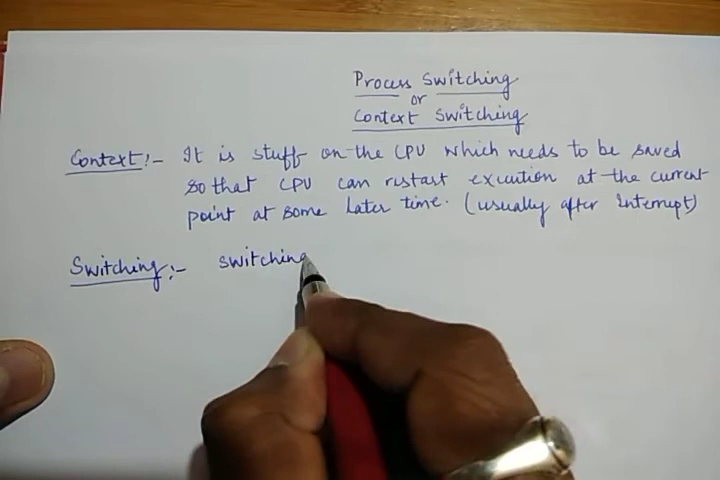 Process Switching
or
Context Switching
Context:- It is stuff on the CPU which needs to be saved
so that CPU can restart execution at the current
point at some later time. (usually after interrupt)
Switching:- switching